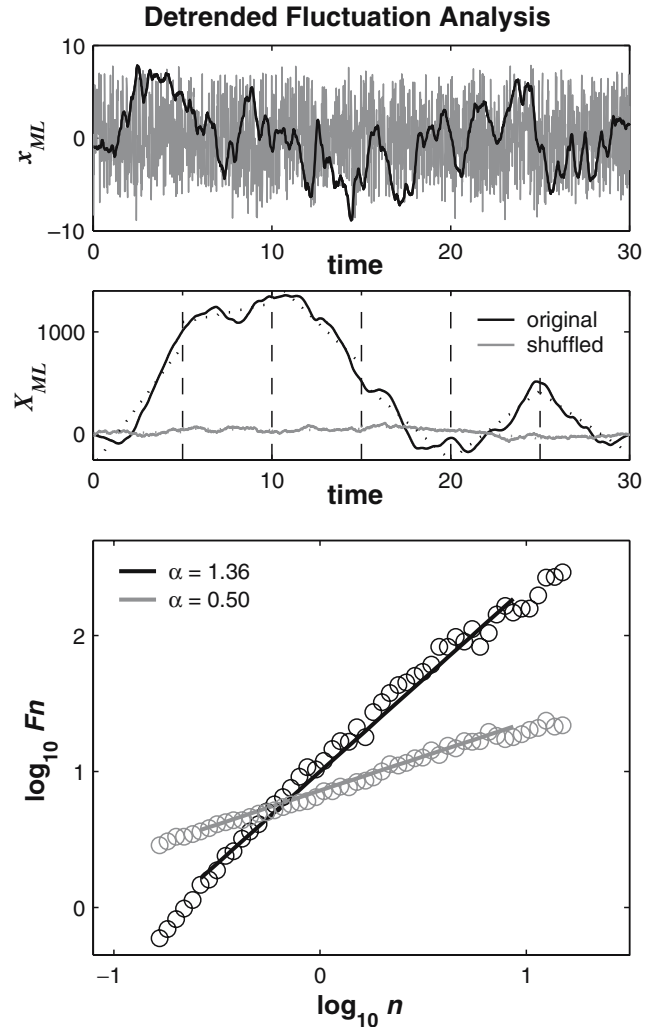 Detrended Fluctuation Analysis
10
0
−10
x_ML
0 10 20 30
time
1000
0
X_ML
original
shuffled
0 10 20 30
time
α = 1.36
α = 0.50
2
1
0
log10 Fn
−1 0 1
log10 n